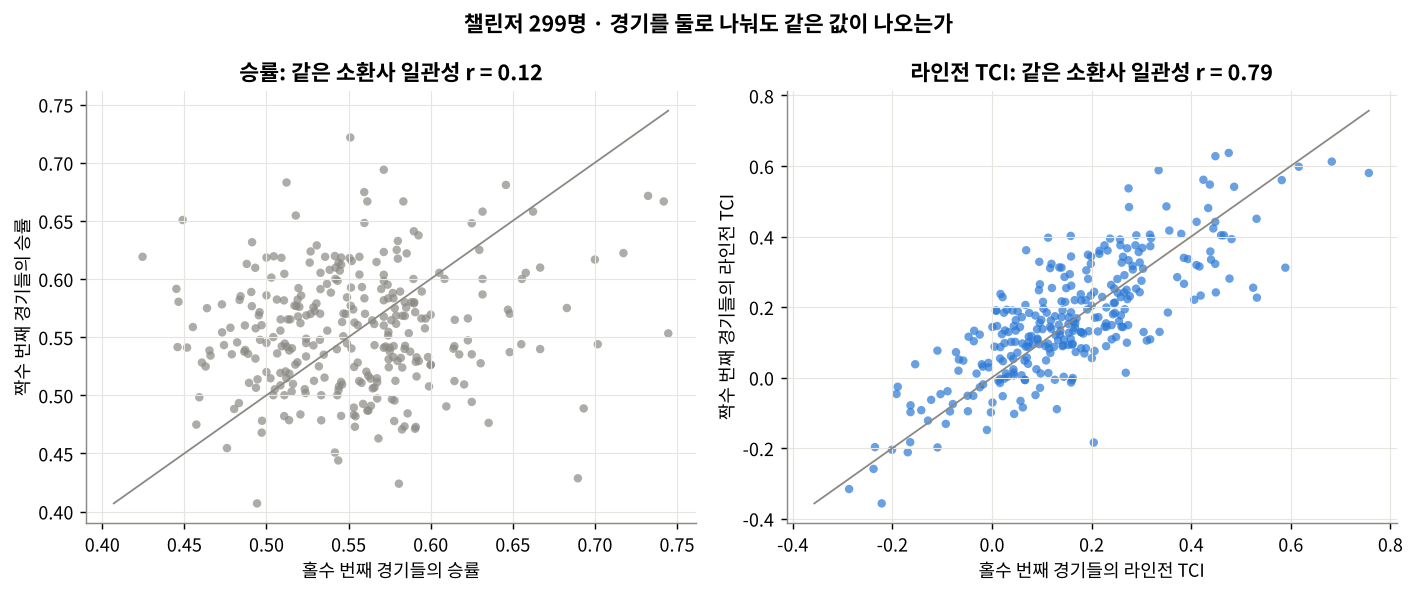 챌린저 299명 · 경기를 둘로 나눠도 같은 값이 나오는가
승률: 같은 소환사 일관성 r = 0.12
짝수 번째 경기들의 승률
0.75
0.70
0.65
0.60
0.55
0.50
0.45
0.40
0.40 0.45 0.50 0.55 0.60 0.65 0.70 0.75
홀수 번째 경기들의 승률
라인전 TCI: 같은 소환사 일관성 r = 0.79
짝수 번째 경기들의 라인전 TCI
0.8
0.6
0.4
0.2
0.0
-0.2
-0.4
-0.4 -0.2 0.0 0.2 0.4 0.6 0.8
홀수 번째 경기들의 라인전 TCI